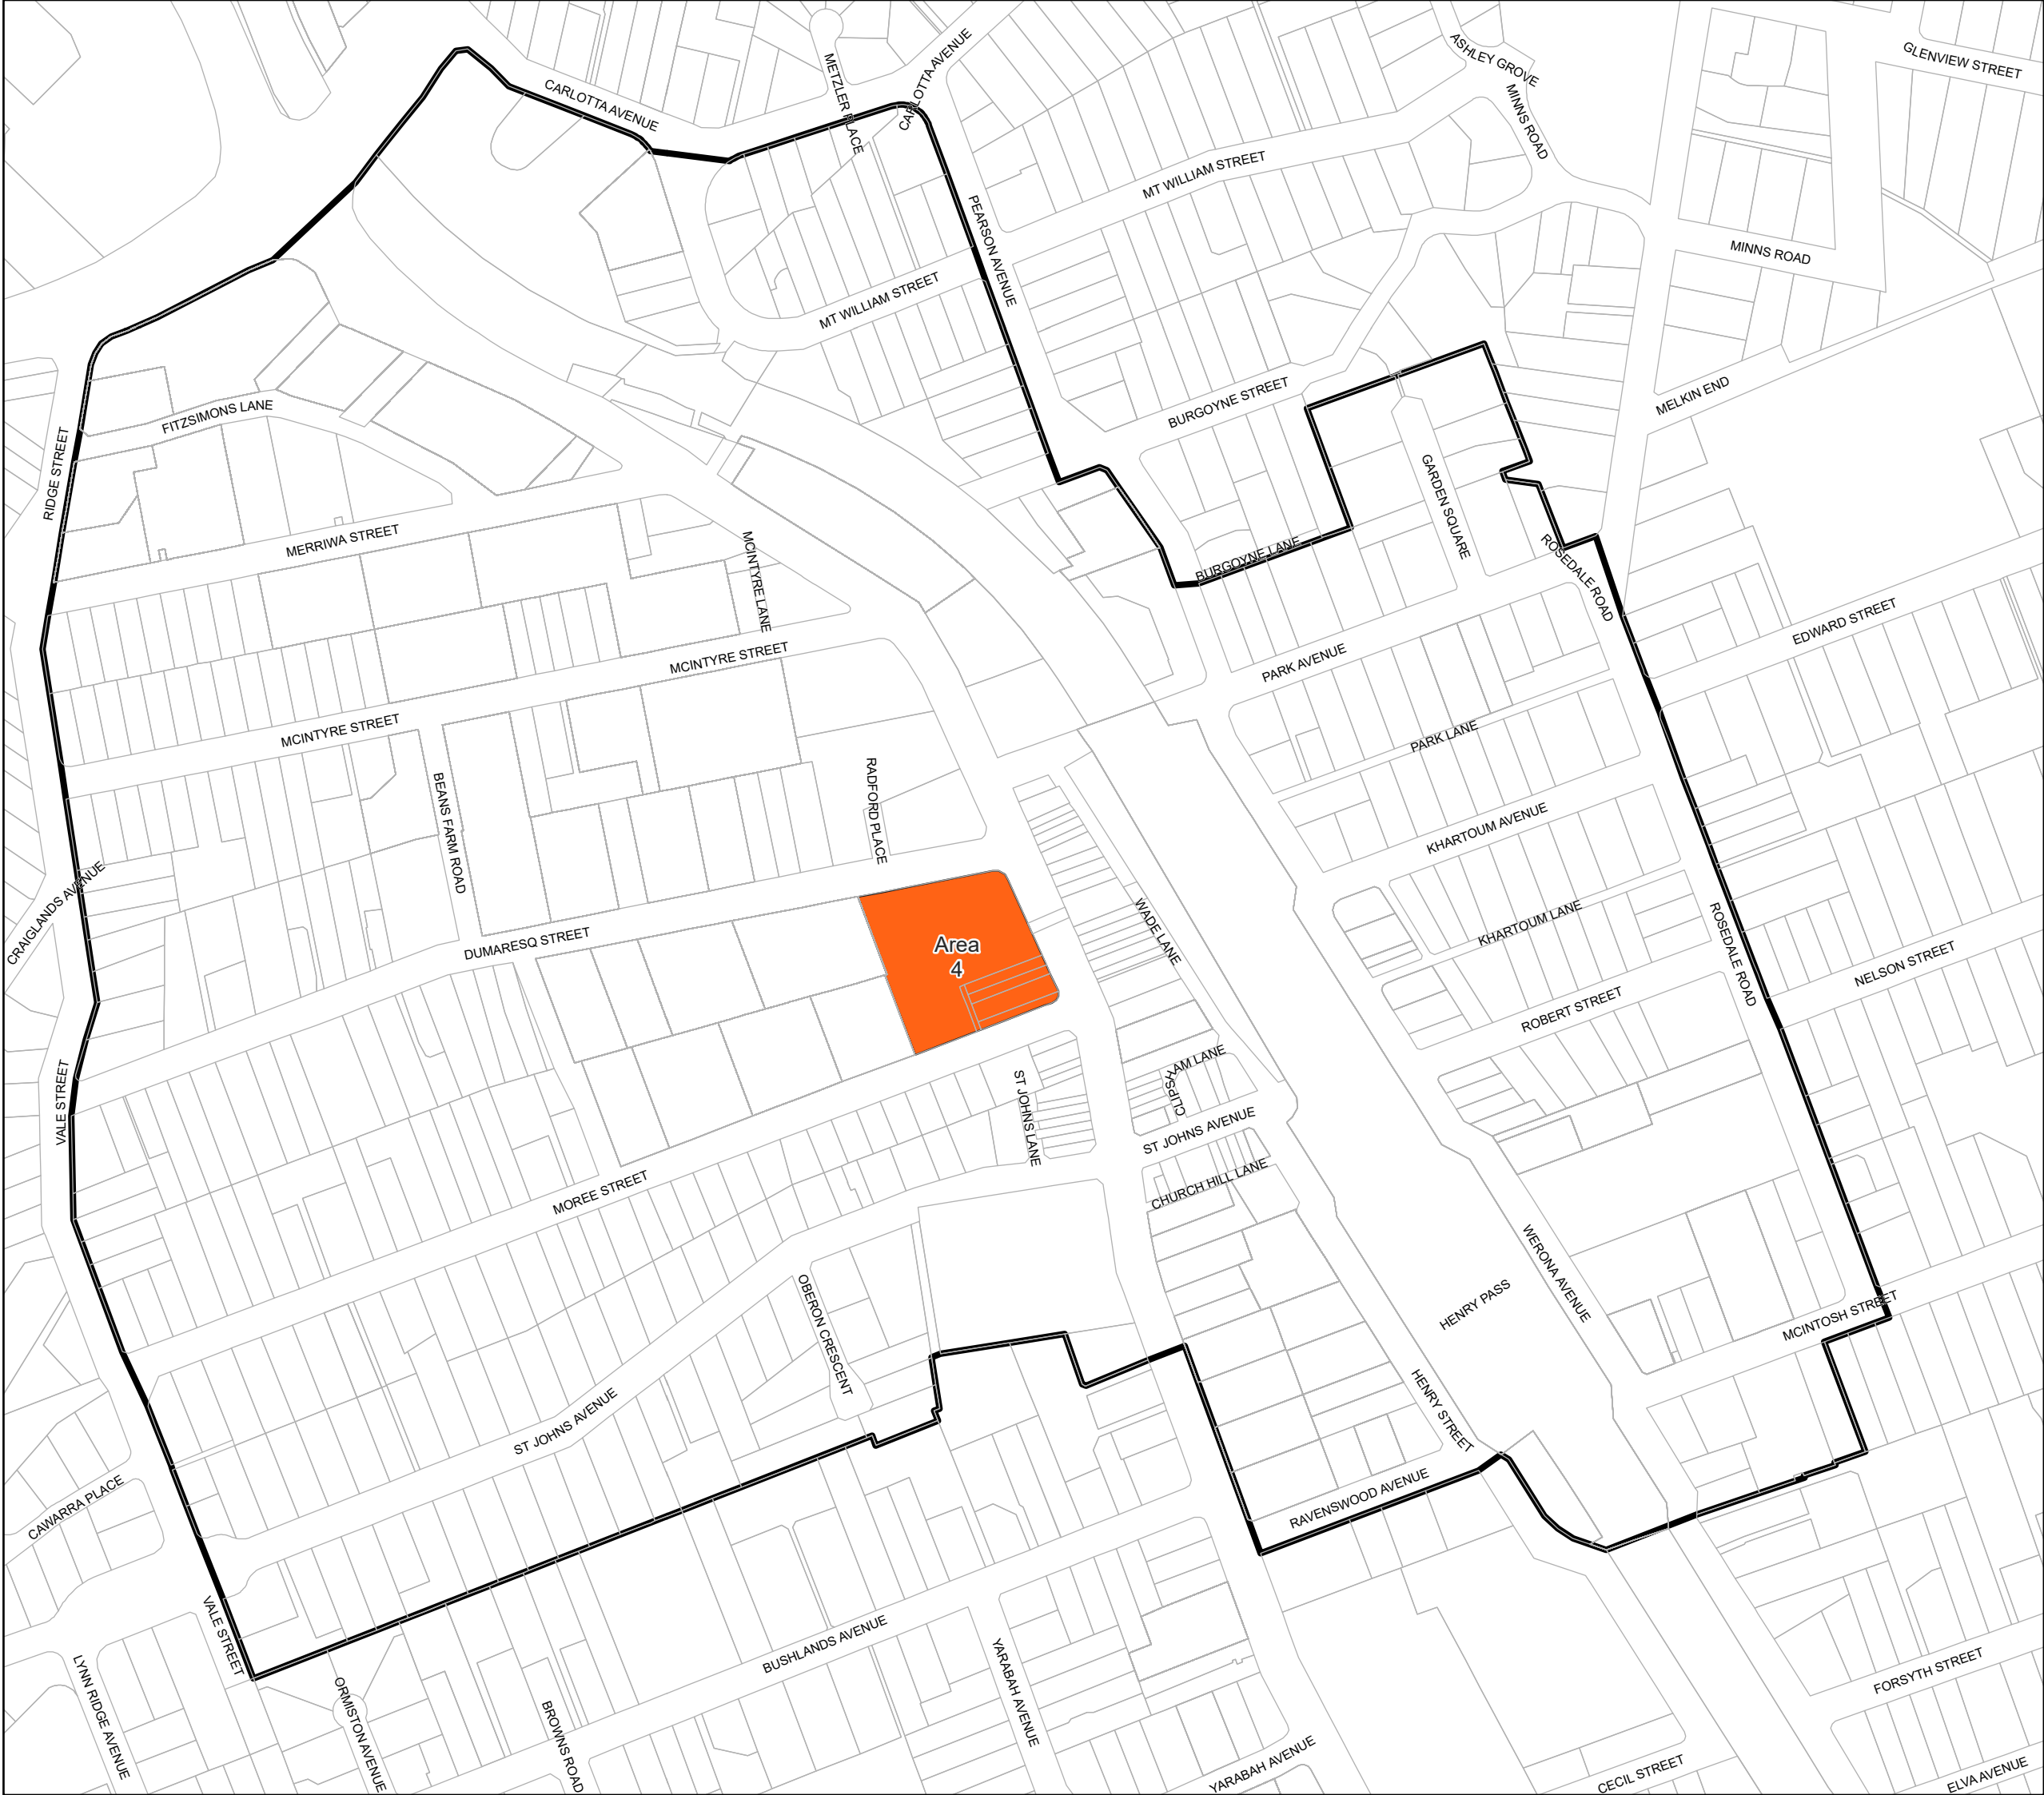 GLENVIEW STREET
ASHLEY GROVE
METZLER PLACE
CARLOTTA AVENUE
CARLOTTA AVENUE
MINNS ROAD
MT WILLIAM STREET
PEARSON AVENUE
MINNS ROAD
MT WILLIAM STREET
MELKIN END
BURGOYNE STREET
FITZSIMONS LANE
RIDGE STREET
GARDEN SQUARE
MERRIWA STREET
MCINTYRE LANE
BURGOYNE LANE
ROSEDALE ROAD
EDWARD STREET
MCINTYRE STREET
PARK AVENUE
MCINTYRE STREET
PARK LANE
RADFORD PLACE
BEANS FARM ROAD
KHARTOUM AVENUE
CRAIGLANDS AVENUE
WADE LANE
KHARTOUM LANE
DUMARESQ STREET
Area
4
ROSEDALE ROAD
NELSON STREET
ROBERT STREET
VALE STREET
ST JOHNS LANE
CLIPSHAM LANE
ST JOHNS AVENUE
CHURCH HILL LANE
MOREE STREET
WERONA AVENUE
HENRY PASS
OBERON CRESCENT
MCINTOSH STREET
ST JOHNS AVENUE
HENRY STREET
RAVENSWOOD AVENUE
CAWARRA PLACE
VALE STREET
BUSHLANDS AVENUE
YARABAH AVENUE
LYNN RIDGE AVENUE
ORMISTON AVENUE
BROWNS ROAD
FORSYTH STREET
YARABAH AVENUE
CECIL STREET
ELVA AVENUE